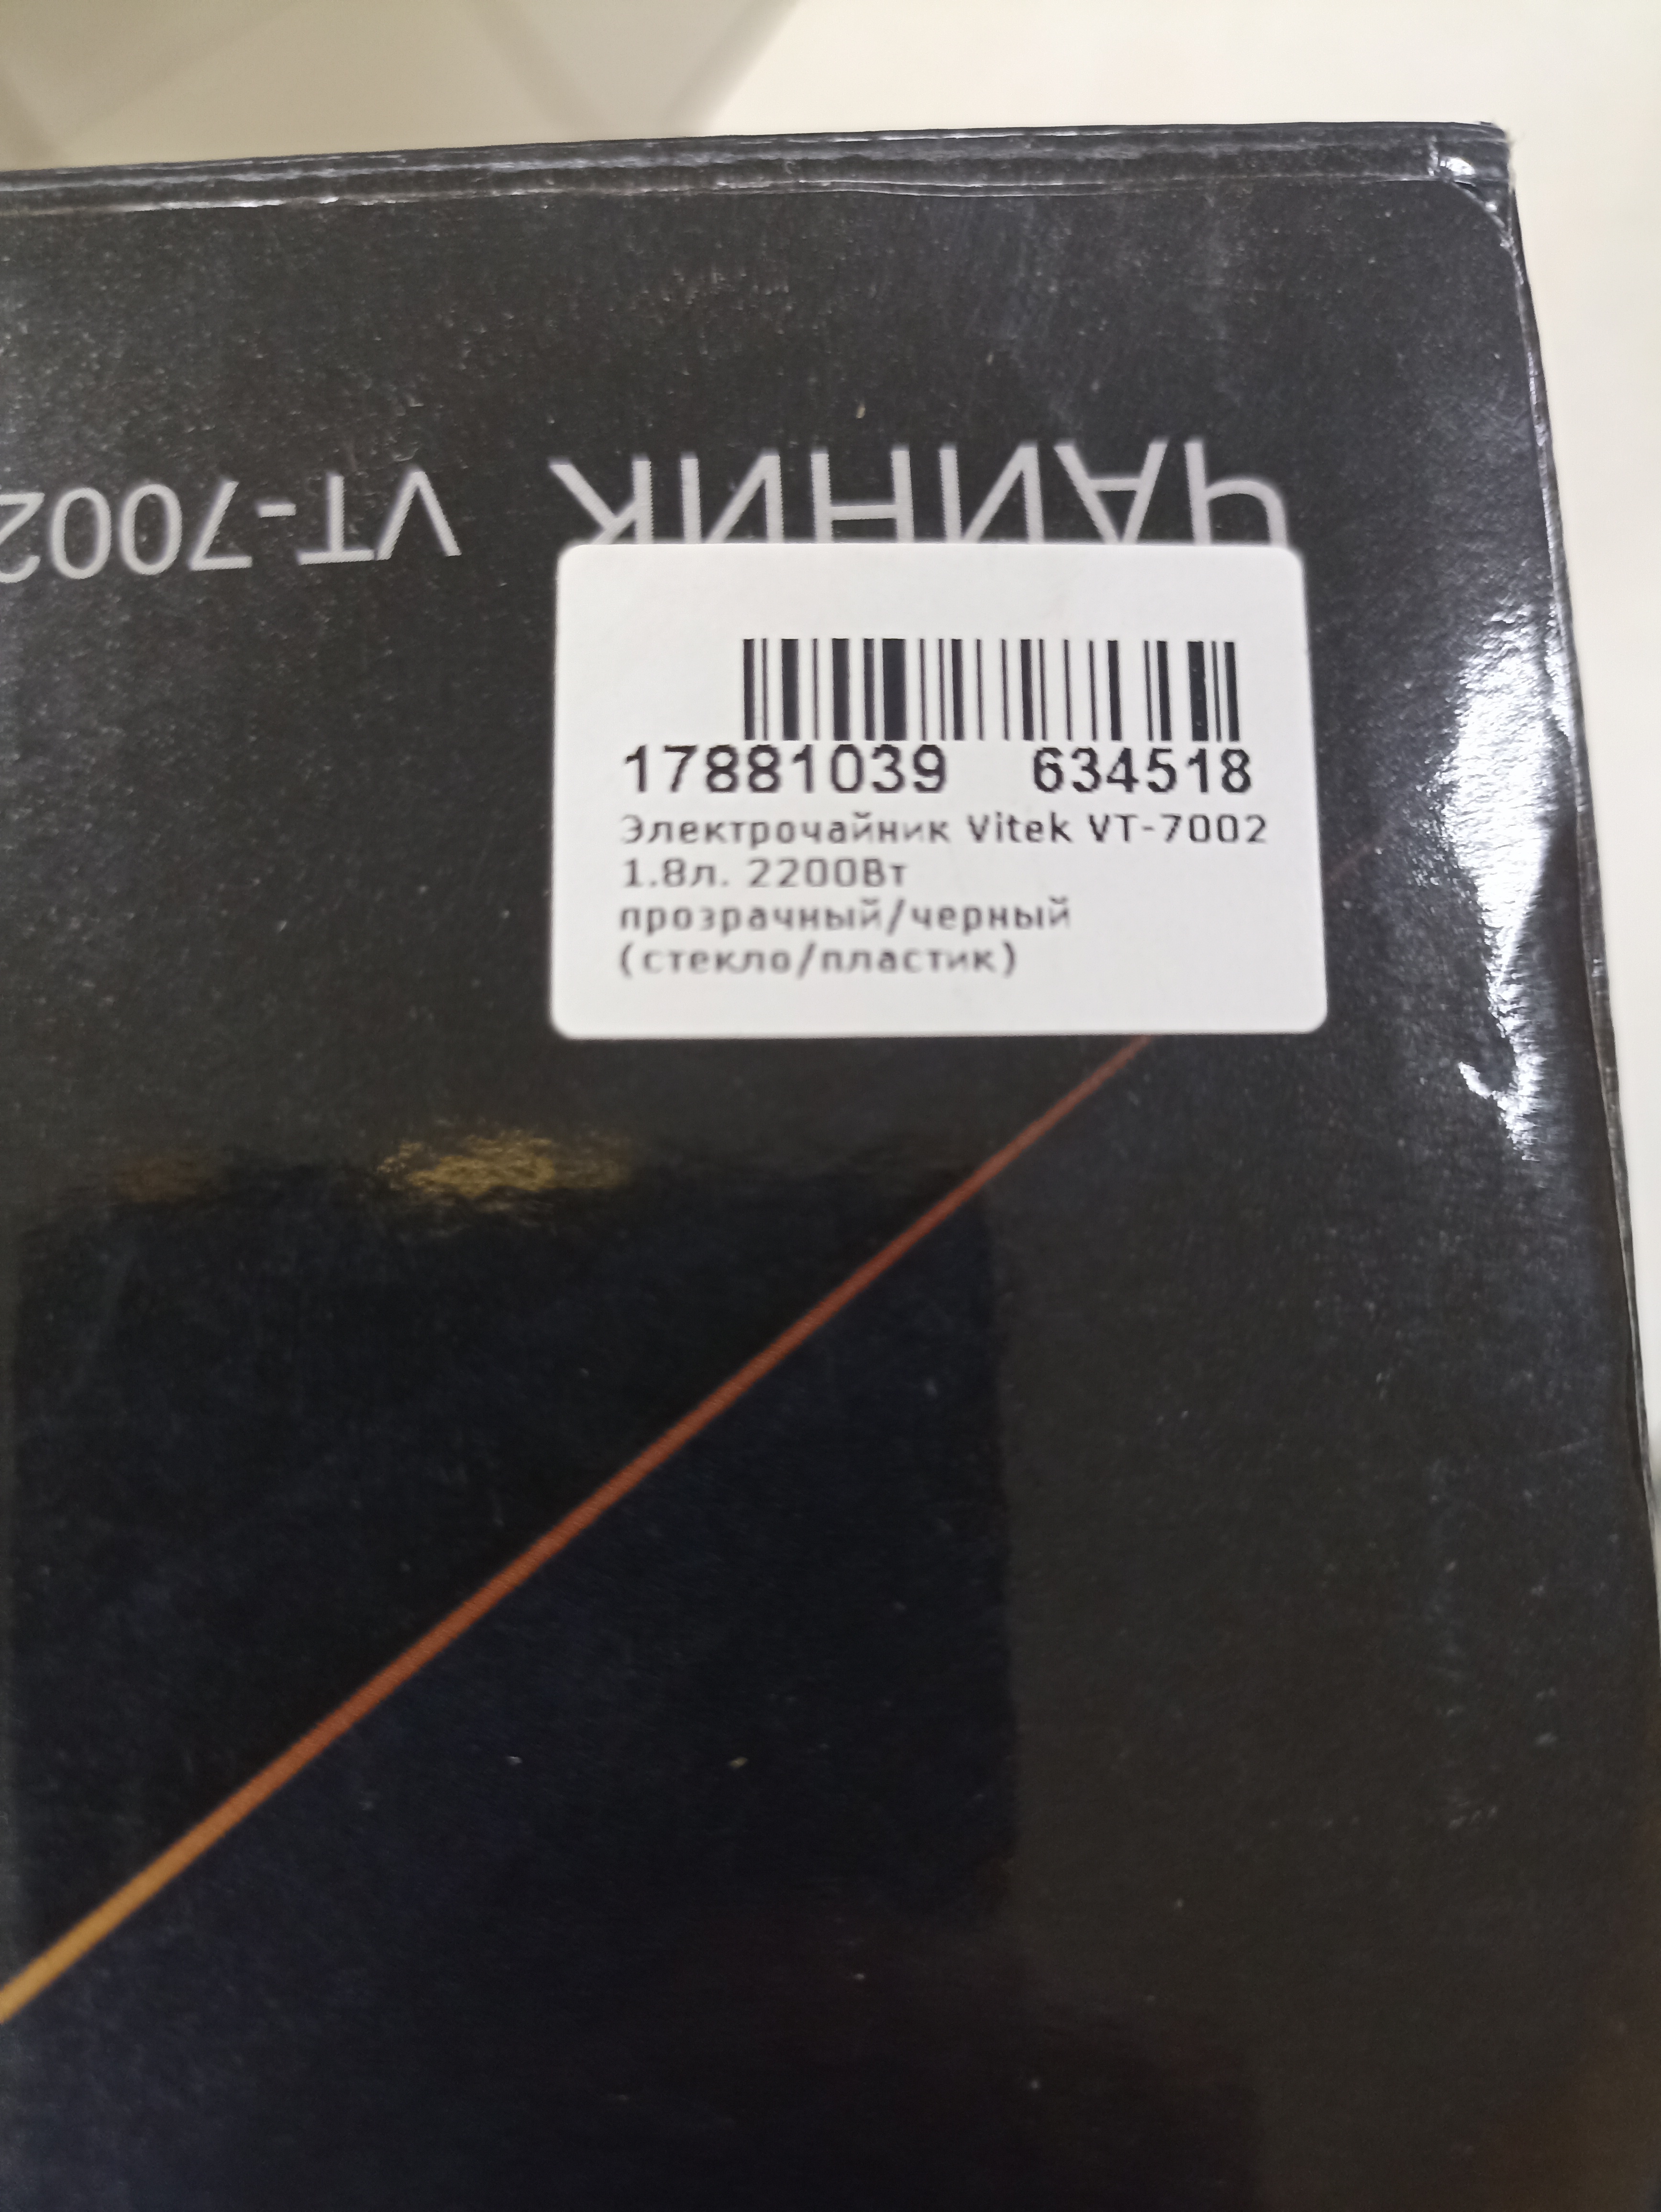 ЧАЙНИК VT-7002
17881039 634518
Электрочайник Vitek VT-7002
1.8л. 2200Вт
прозрачный/черный
(стекло/пластик)